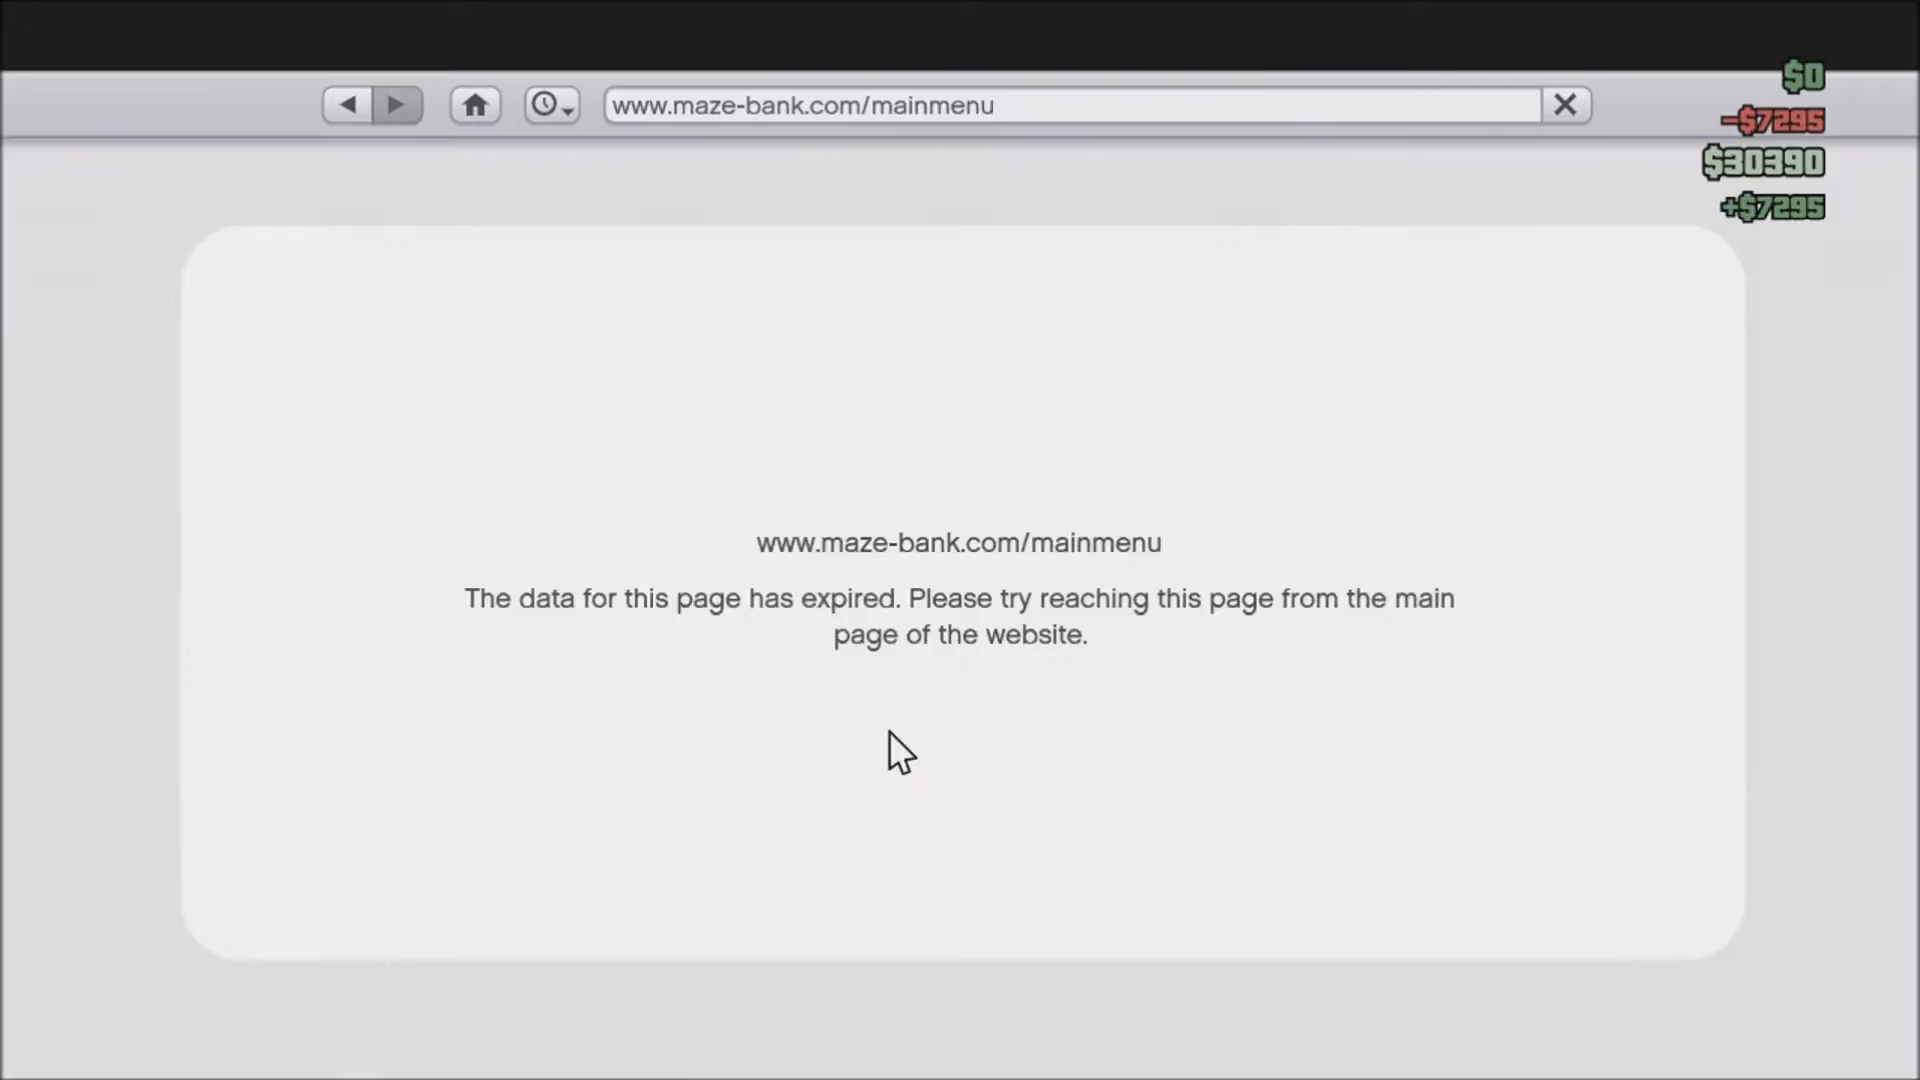 www.maze-bank.com/mainmenu
$0
-$7295
$30390
+$7295
www.maze-bank.com/mainmenu
The data for this page has expired. Please try reaching this page from the main
page of the website.